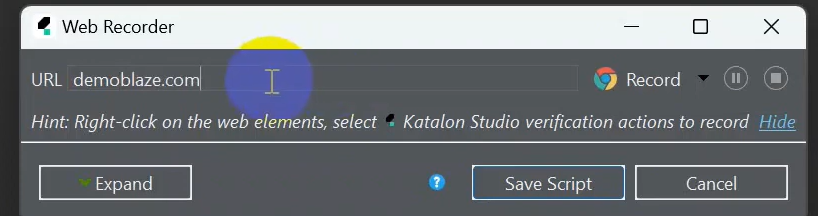 Web Recorder
URL demoblaze.com Record
Hint: Right-click on the web elements, select Katalon Studio verification actions to record Hide
Expand ? Save Script Cancel